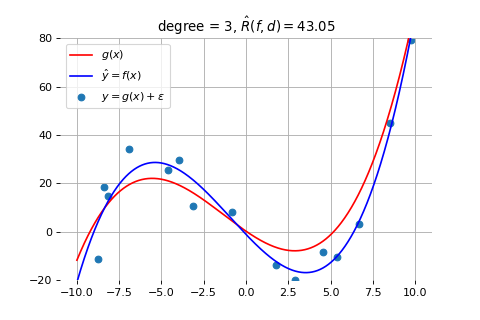 degree = 3, R̂(f, d) = 43.05
80
60
40
20
0
−20
−10.0 −7.5 −5.0 −2.5 0.0 2.5 5.0 7.5 10.0
g(x)
ŷ = f(x)
y = g(x) + ε